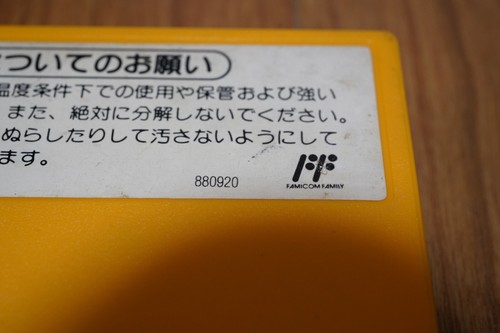 ついてのお願い
温度条件下での使用や保管および強い
また、絶対に分解しないでください。
ぬらしたりして汚さないようにして
ます。
880920
FF
FAMICOM FAMILY